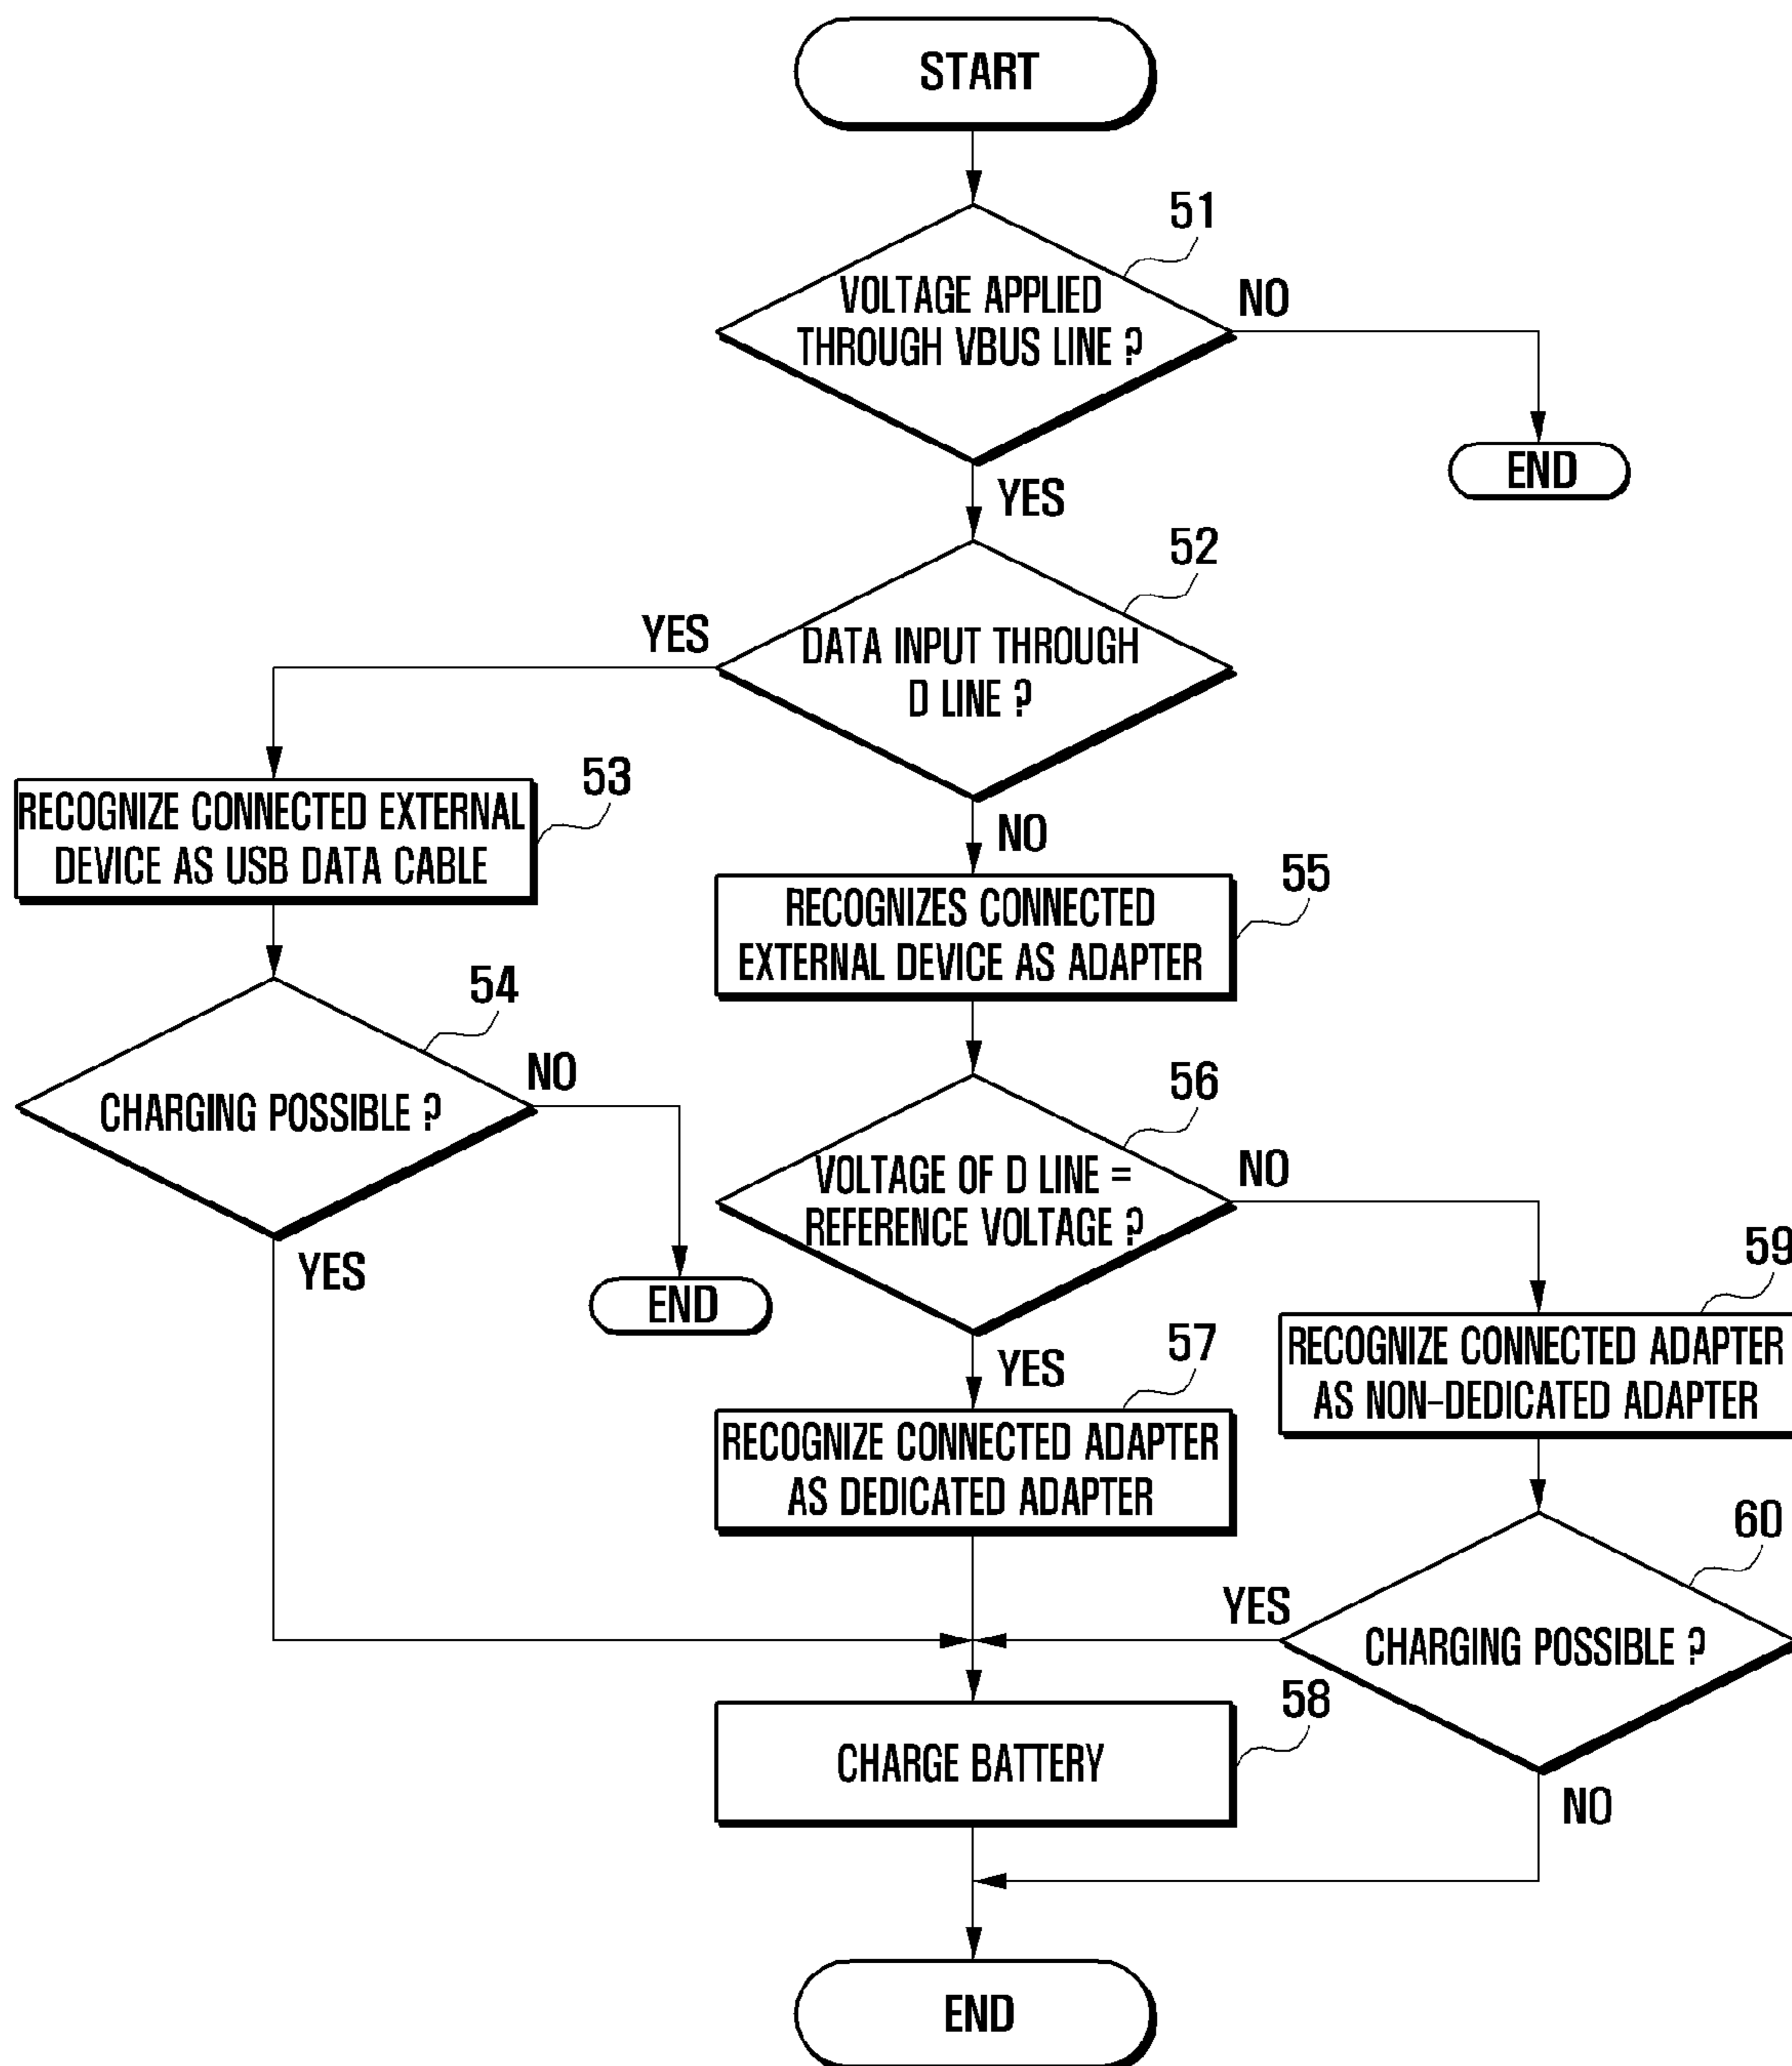 START
51
VOLTAGE APPLIED
THROUGH VBUS LINE ?
NO
END
YES
52
YES
DATA INPUT THROUGH
D LINE ?
53
RECOGNIZE CONNECTED EXTERNAL
DEVICE AS USB DATA CABLE
NO
55
RECOGNIZES CONNECTED
EXTERNAL DEVICE AS ADAPTER
54
CHARGING POSSIBLE ?
NO
YES
END
56
VOLTAGE OF D LINE =
REFERENCE VOLTAGE ?
NO
YES
59
RECOGNIZE CONNECTED ADAPTER
AS NON-DEDICATED ADAPTER
57
RECOGNIZE CONNECTED ADAPTER
AS DEDICATED ADAPTER
60
YES
CHARGING POSSIBLE ?
58
CHARGE BATTERY
NO
END